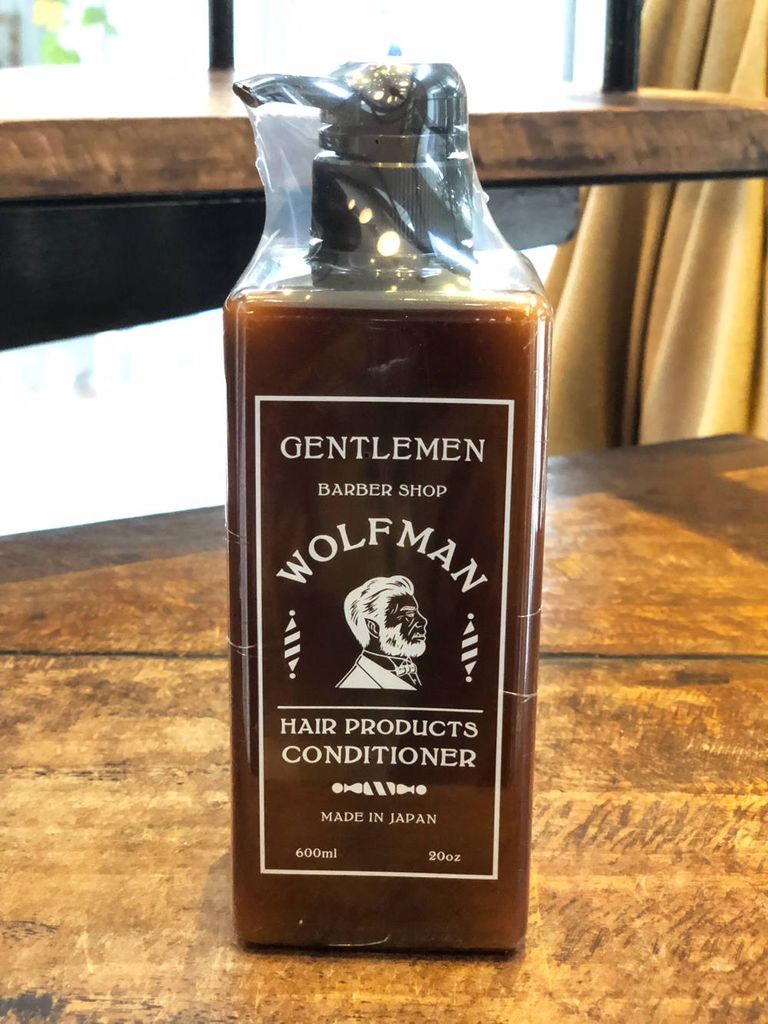 GENTLEMEN
BARBER SHOP
WOLFMAN
HAIR PRODUCTS
CONDITIONER
MADE IN JAPAN
600ml 20oz